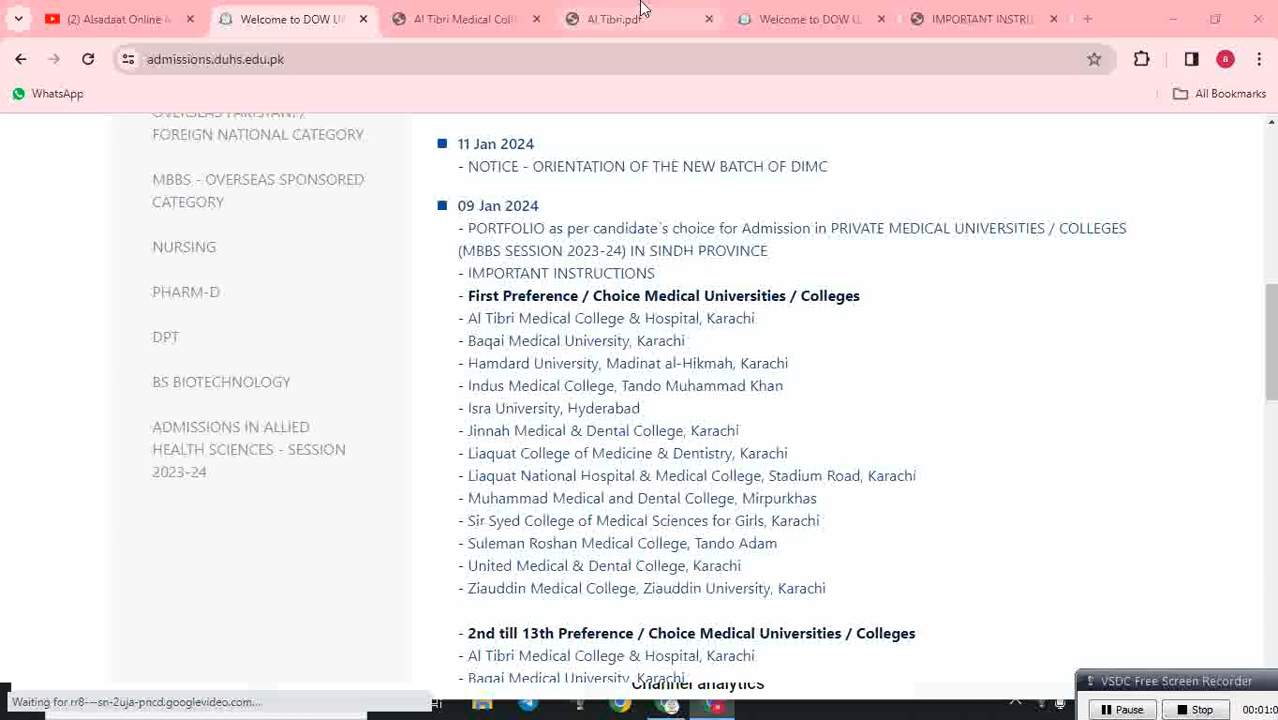 (2) Alsadaat Online A
Welcome to DOW U
Al Tibri Medical Coll
Al Tibri.pdf
Welcome to DOW U
IMPORTANT INSTRU
admissions.duhs.edu.pk
a
WhatsApp
All Bookmarks
OVERSEAS PAKISTANI /
FOREIGN NATIONAL CATEGORY
MBBS - OVERSEAS SPONSORED
CATEGORY
NURSING
PHARM-D
DPT
BS BIOTECHNOLOGY
ADMISSIONS IN ALLIED
HEALTH SCIENCES - SESSION
2023-24
11 Jan 2024
- NOTICE - ORIENTATION OF THE NEW BATCH OF DIMC
09 Jan 2024
- PORTFOLIO as per candidate`s choice for Admission in PRIVATE MEDICAL UNIVERSITIES / COLLEGES
(MBBS SESSION 2023-24) IN SINDH PROVINCE
- IMPORTANT INSTRUCTIONS
- First Preference / Choice Medical Universities / Colleges
- Al Tibri Medical College & Hospital, Karachi
- Baqai Medical University, Karachi
- Hamdard University, Madinat al-Hikmah, Karachi
- Indus Medical College, Tando Muhammad Khan
- Isra University, Hyderabad
- Jinnah Medical & Dental College, Karachi
- Liaquat College of Medicine & Dentistry, Karachi
- Liaquat National Hospital & Medical College, Stadium Road, Karachi
- Muhammad Medical and Dental College, Mirpurkhas
- Sir Syed College of Medical Sciences for Girls, Karachi
- Suleman Roshan Medical College, Tando Adam
- United Medical & Dental College, Karachi
- Ziauddin Medical College, Ziauddin University, Karachi
- 2nd till 13th Preference / Choice Medical Universities / Colleges
- Al Tibri Medical College & Hospital, Karachi
- Baqai Medical University, Karachi
Channel analytics
Waiting for rr8---sn-2uja-pncd.googlevideo.com...
VSDC Free Screen Recorder
Pause
Stop
00:01:0